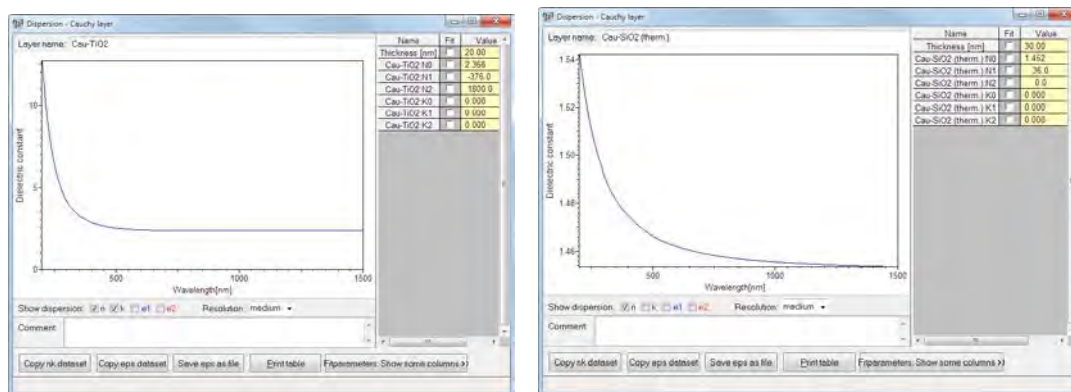 Dispersion - Cauchy layer
Layer name: Cau-TiO2
Name Fit Value
Thickness [nm] 20.00
Cau-TiO2:N0 2.366
Cau-TiO2:N1 -376.0
Cau-TiO2:N2 1800.0
Cau-TiO2:K0 0.000
Cau-TiO2:K1 0.000
Cau-TiO2:K2 0.000
Dielectric constant
10
5
0
500 1000 1500
Wavelength[nm]
Show dispersion: n k e1 e2 Resolution: medium
Comment
Copy nk dataset Copy eps dataset Save eps as file Print table Fitparameters: Show some columns >>
Dispersion - Cauchy layer
Layer name: Cau-SiO2 (therm.)
Name Fit Value
Thickness [nm] 30.00
Cau-SiO2 (therm.):N0 1.452
Cau-SiO2 (therm.):N1 36.0
Cau-SiO2 (therm.):N2 0.0
Cau-SiO2 (therm.):K0 0.000
Cau-SiO2 (therm.):K1 0.000
Cau-SiO2 (therm.):K2 0.000
Dielectric constant
1.54
1.52
1.50
1.48
1.46
500 1000 1500
Wavelength[nm]
Show dispersion: n k e1 e2 Resolution: medium
Comment
Copy nk dataset Copy eps dataset Save eps as file Print table Fitparameters: Show some columns >>